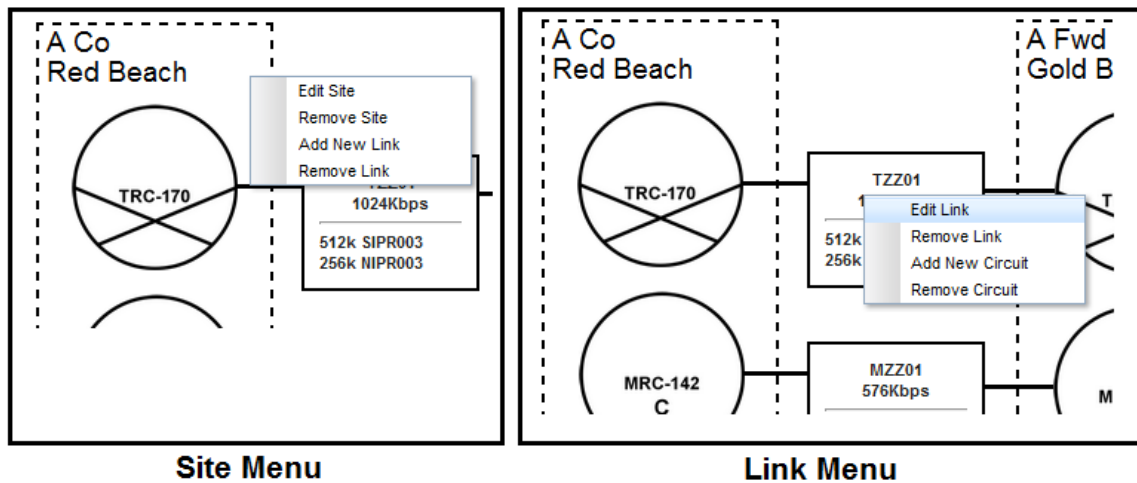 A Co
Red Beach
Edit Site
Remove Site
Add New Link
Remove Link
TRC-170
1024Kbps
512k SIPR003
256k NIPR003
Site Menu
A Co
Red Beach
A Fwd
Gold B
TRC-170
TZZ01
1
512k
256k
Edit Link
Remove Link
Add New Circuit
Remove Circuit
T
MRC-142
C
MZZ01
576Kbps
M
Link Menu